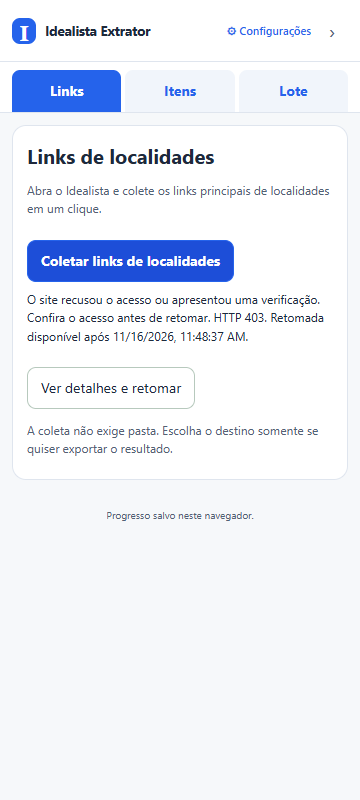 I Idealista Extrator ⚙ Configurações ›
Links Itens Lote
Links de localidades
Abra o Idealista e colete os links principais de localidades
em um clique.
Coletar links de localidades
O site recusou o acesso ou apresentou uma verificação.
Confira o acesso antes de retomar. HTTP 403. Retomada
disponível após 11/16/2026, 11:48:37 AM.
Ver detalhes e retomar
A coleta não exige pasta. Escolha o destino somente se
quiser exportar o resultado.
Progresso salvo neste navegador.